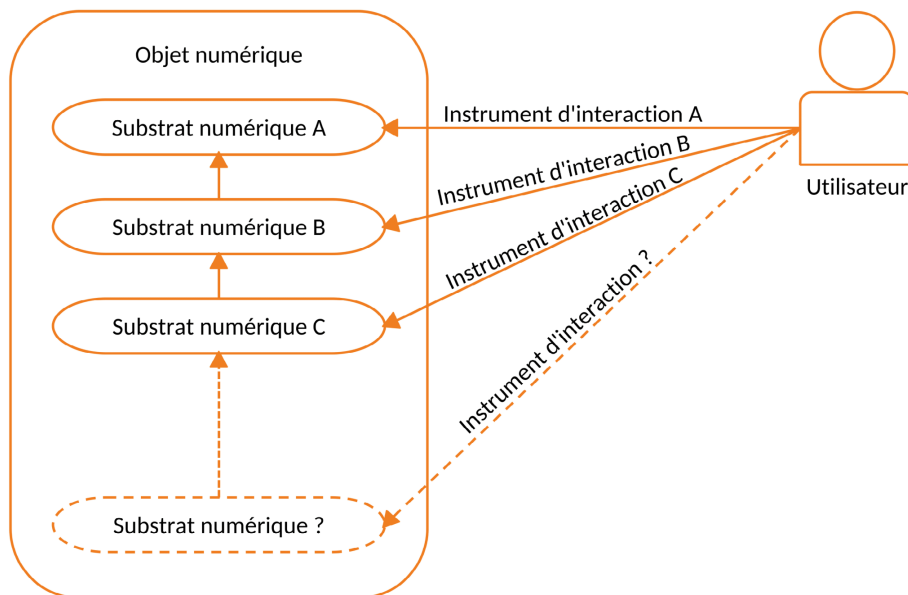 Objet numérique
Substrat numérique A
Instrument d'interaction A
Instrument d'interaction B
Utilisateur
Substrat numérique B
Instrument d'interaction C
Substrat numérique C
Instrument d'interaction ?
Substrat numérique ?